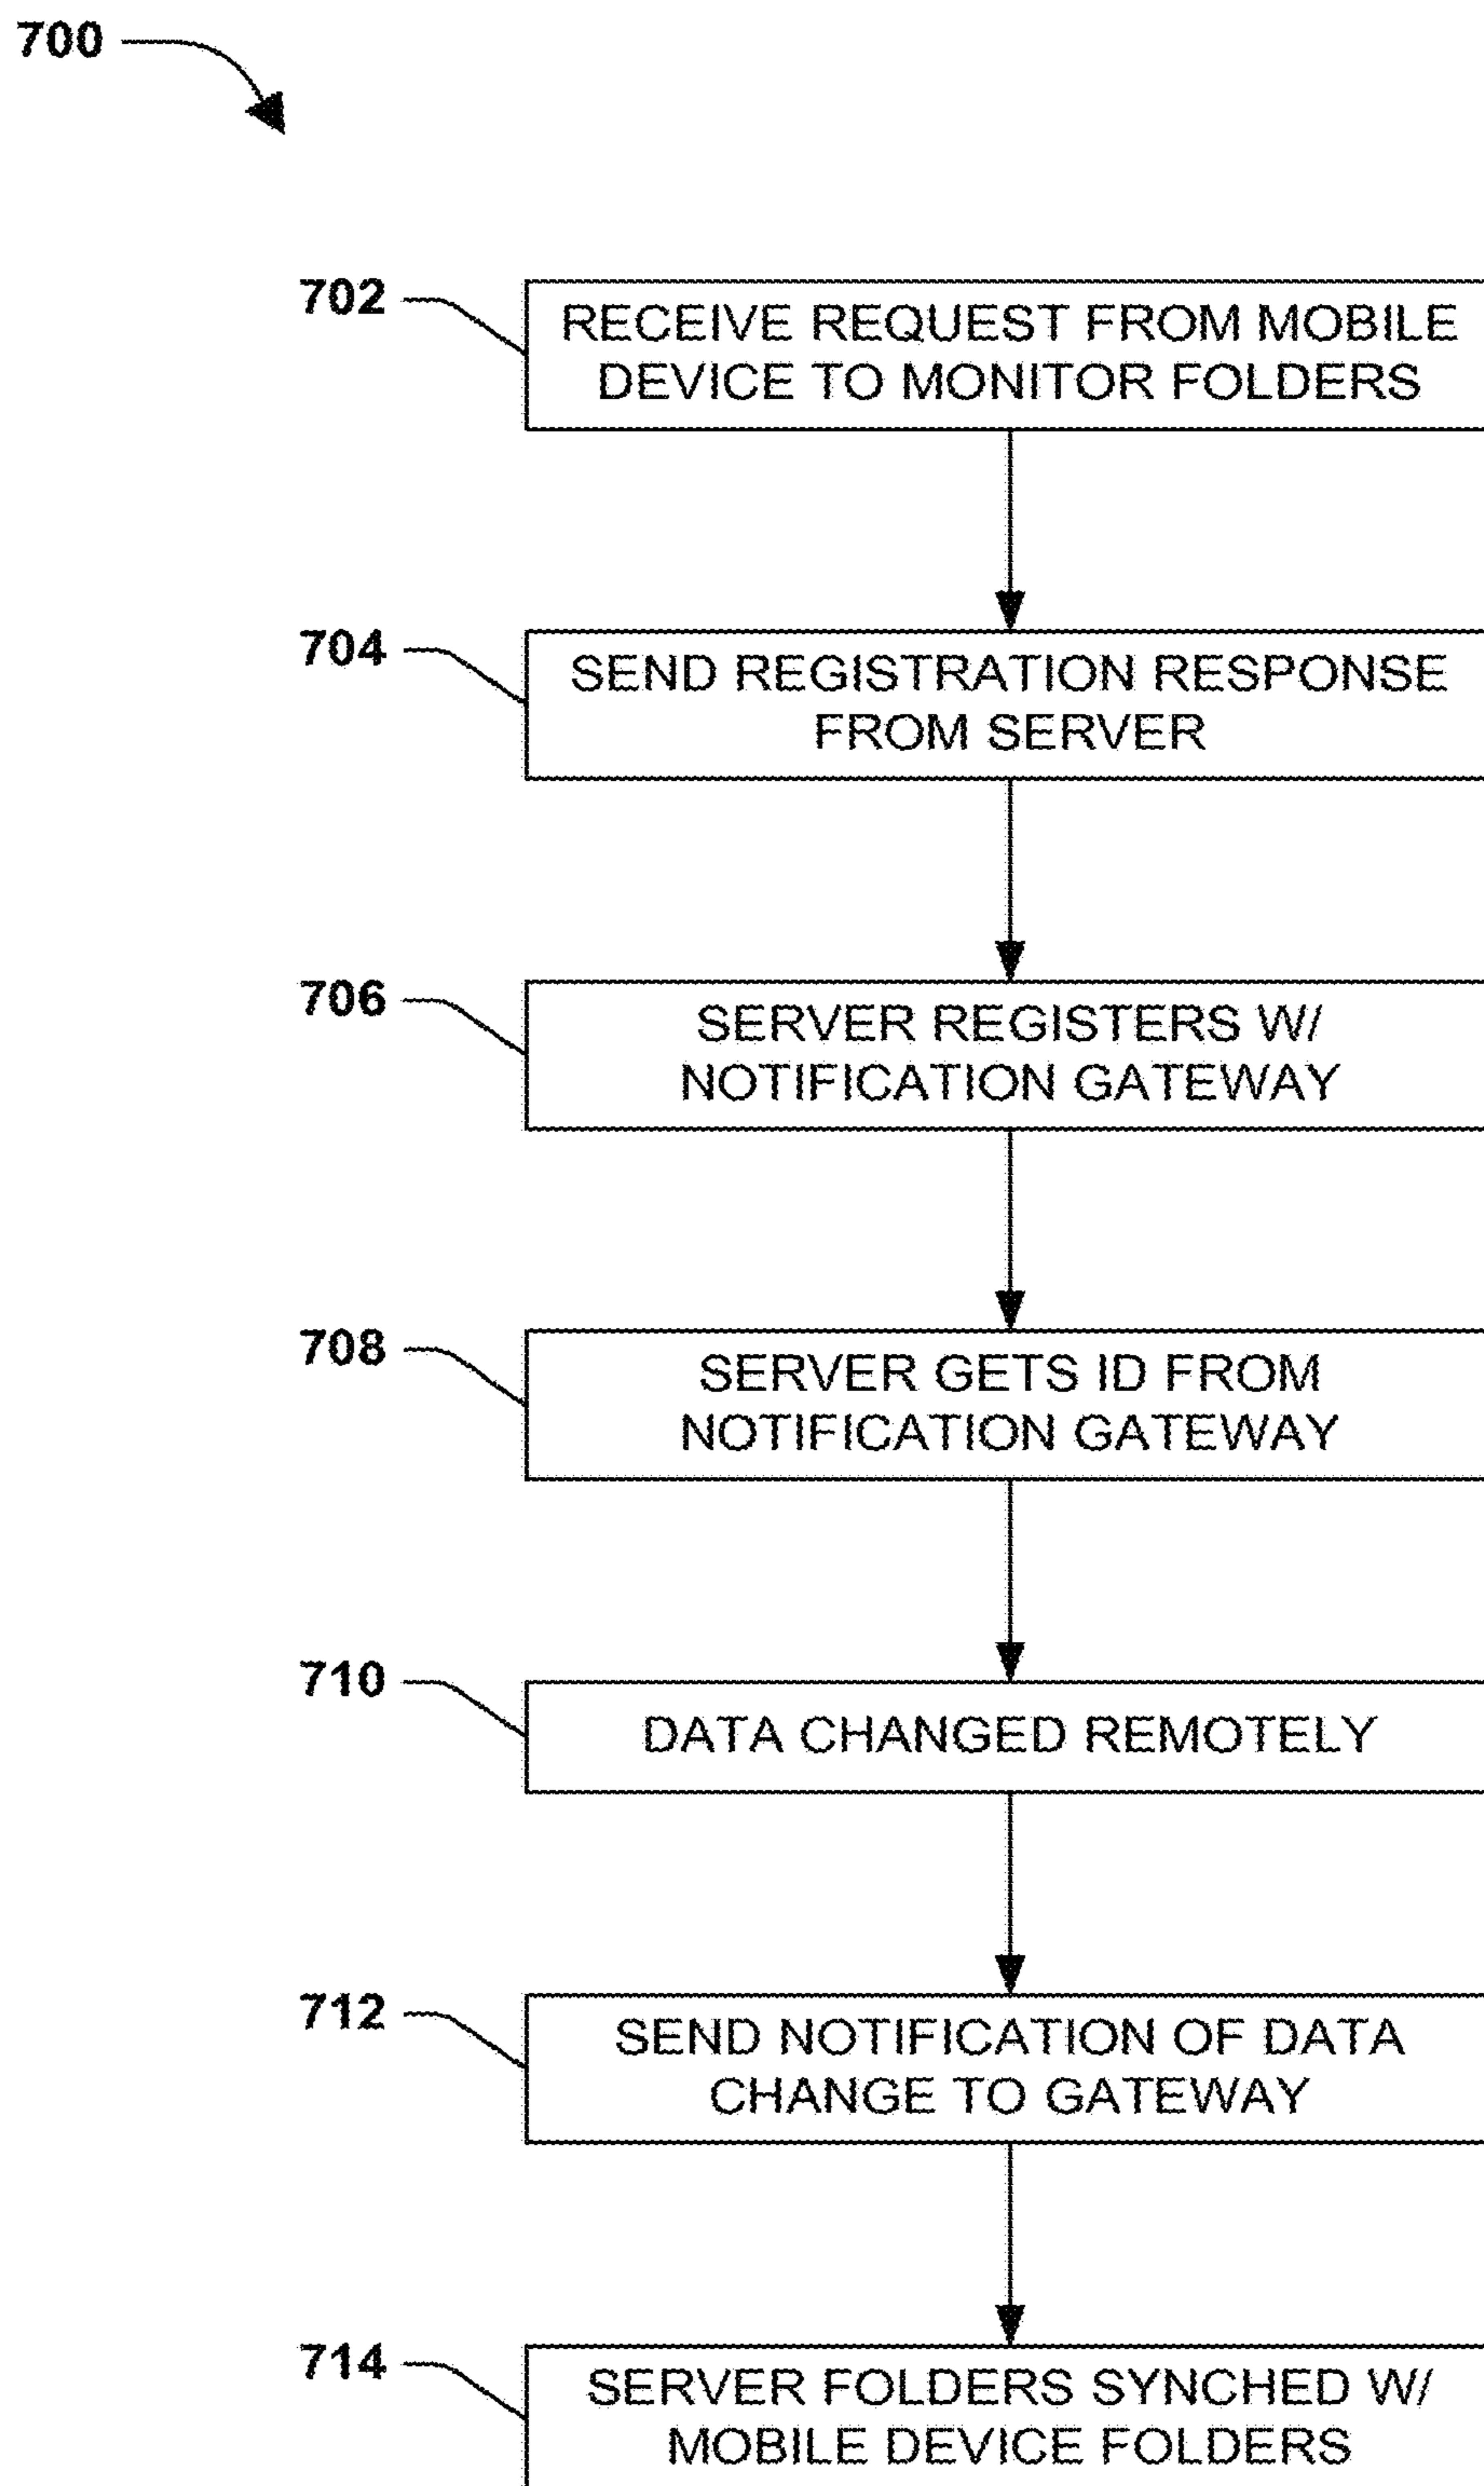 700
702
RECEIVE REQUEST FROM MOBILE
DEVICE TO MONITOR FOLDERS
704
SEND REGISTRATION RESPONSE
FROM SERVER
706
SERVER REGISTERS W/
NOTIFICATION GATEWAY
708
SERVER GETS ID FROM
NOTIFICATION GATEWAY
710
DATA CHANGED REMOTELY
712
SEND NOTIFICATION OF DATA
CHANGE TO GATEWAY
714
SERVER FOLDERS SYNCHED W/
MOBILE DEVICE FOLDERS